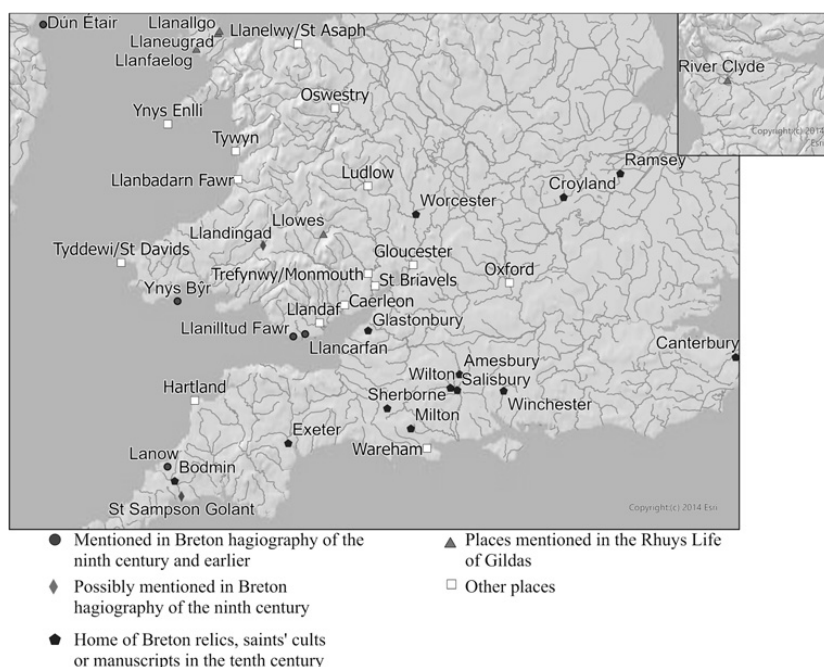 Dún Étair
Llanallgo
Llaneugrad
Llanfaelog
Llanelwy/St Asaph
River Clyde
Copyright:(c) 2014 Esri
Oswestry
Ynys Enlli
Tywyn
Ramsey
Ludlow
Croyland
Llanbadarn Fawr
Worcester
Llowes
Llandingad
Tyddewi/St Davids
Gloucester
Oxford
Trefynwy/Monmouth
St Briavels
Ynys Bŷr
Caerleon
Llandaf
Glastonbury
Llanilltud Fawr
Llancarfan
Canterbury
Amesbury
Wilton
Salisbury
Hartland
Sherborne
Winchester
Milton
Exeter
Wareham
Lanow
Bodmin
St Sampson Golant
Copyright:(c) 2014 Esri
Mentioned in Breton hagiography of the
ninth century and earlier
Possibly mentioned in Breton
hagiography of the ninth century
Home of Breton relics, saints' cults
or manuscripts in the tenth century
Places mentioned in the Rhuys Life
of Gildas
Other places